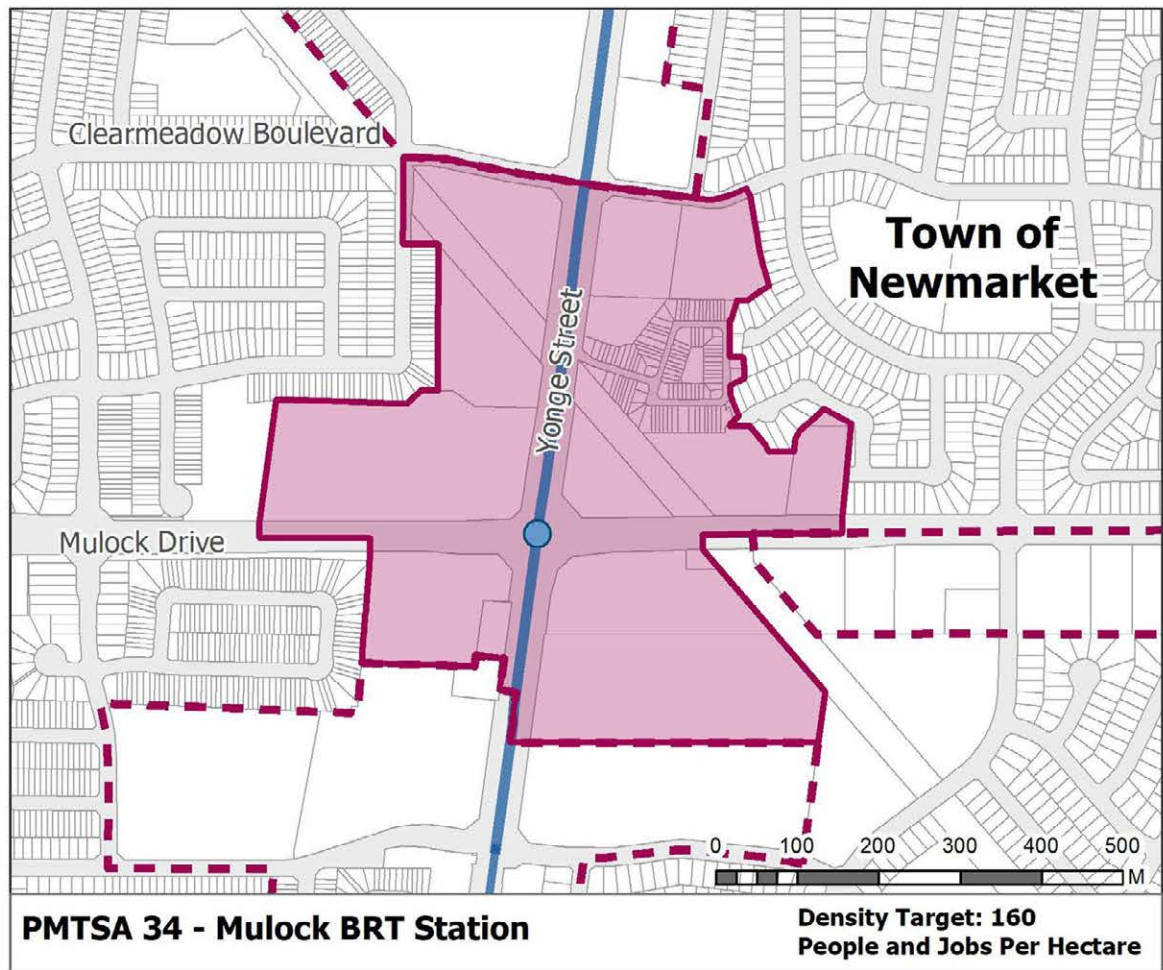 Clearmeadow Boulevard
Town of
Newmarket
Yonge Street
Mulock Drive
0 100 200 300 400 500
M
PMTSA 34 - Mulock BRT Station
Density Target: 160
People and Jobs Per Hectare